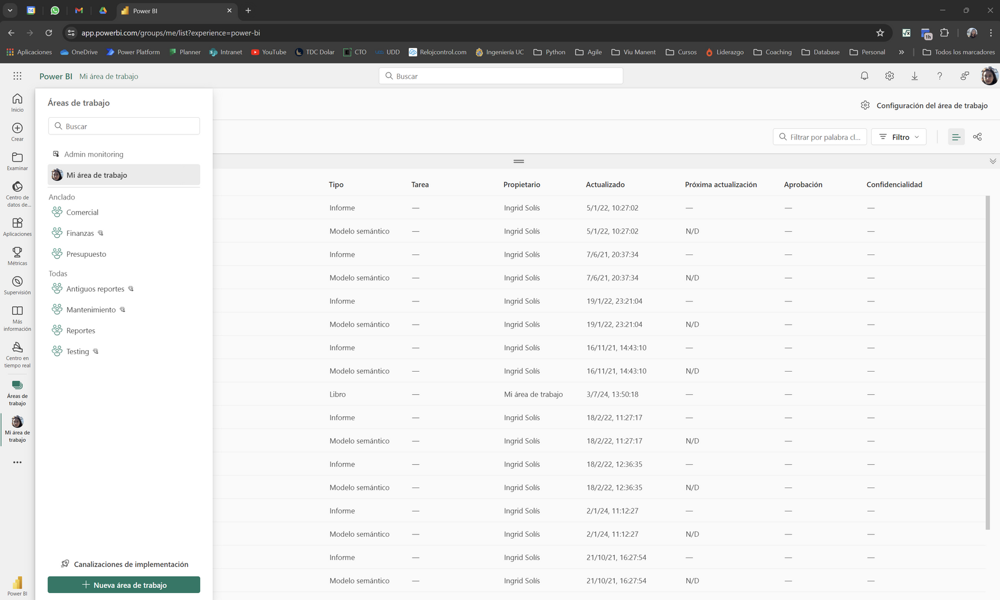 14
Power BI
app.powerbi.com/groups/me/list?experience=power-bi
1h
Aplicaciones OneDrive Power Platform Planner Intranet YouTube TDC Dolar CTO UDD Relojcontrol.com Ingeniería UC Python Agile Viu Manent Cursos Liderazgo Coaching Database Personal Todos los marcadores
Power BI Mi área de trabajo
Buscar
Inicio
Crear
Examinar
Centro de
datos de...
Aplicaciones
Métricas
Supervisión
Más
información
Centro en
tiempo real
Áreas de
trabajo
Mi área de
trabajo
Power BI
Áreas de trabajo
Buscar
Admin monitoring
Mi área de trabajo
Anclado
Comercial
Finanzas
Presupuesto
Todas
Antiguos reportes
Mantenimiento
Reportes
Testing
Canalizaciones de implementación
Nueva área de trabajo
Configuración del área de trabajo
Filtrar por palabra cl... Filtro
Tipo Tarea Propietario Actualizado Próxima actualización Aprobación Confidencialidad
Informe — Ingrid Solís 5/1/22, 10:27:02 — — —
Modelo semántico — Ingrid Solís 5/1/22, 10:27:02 N/D — —
Informe — Ingrid Solís 7/6/21, 20:37:34 — — —
Modelo semántico — Ingrid Solís 7/6/21, 20:37:34 N/D — —
Informe — Ingrid Solís 19/1/22, 23:21:04 — — —
Modelo semántico — Ingrid Solís 19/1/22, 23:21:04 N/D — —
Informe — Ingrid Solís 16/11/21, 14:43:10 — — —
Modelo semántico — Ingrid Solís 16/11/21, 14:43:10 N/D — —
Libro — Mi área de trabajo 3/7/24, 13:50:18 — — —
Informe — Ingrid Solís 18/2/22, 11:27:17 — — —
Modelo semántico — Ingrid Solís 18/2/22, 11:27:17 N/D — —
Informe — Ingrid Solís 18/2/22, 12:36:35 — — —
Modelo semántico — Ingrid Solís 18/2/22, 12:36:35 N/D — —
Informe — Ingrid Solís 2/1/24, 11:12:27 — — —
Modelo semántico — Ingrid Solís 2/1/24, 11:12:27 N/D — —
Informe — Ingrid Solís 21/10/21, 16:27:54 — — —
Modelo semántico — Ingrid Solís 21/10/21, 16:27:54 N/D — —